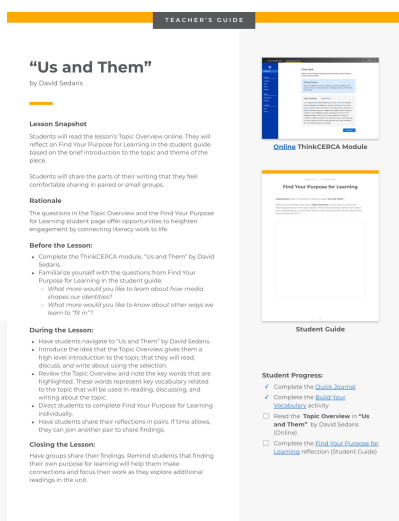 TEACHER'S GUIDE
“Us and Them”
by David Sedaris
Lesson Snapshot
Students will read the lesson's Topic Overview online. They will
reflect on Find Your Purpose for Learning in the student guide
based on the brief introduction to the topic and theme of the
piece.
Students will share the parts of their writing that they feel
comfortable sharing in paired or small groups.
Rationale
The questions in the Topic Overview and the Find Your Purpose
for Learning student page offer opportunities to heighten
engagement by connecting literacy work to life.
Before the Lesson:
• Complete the ThinkCERCA module, “Us and Them” by David
Sedaris.
• Familiarize yourself with the questions from Find Your
Purpose for Learning in the student guide:
○ What more would you like to learn about how media
shapes our identities?
○ What more would you like to know about other ways we
learn to “fit in”?
During the Lesson:
• Have students navigate to “Us and Them” by David Sedaris.
• Introduce the idea that the Topic Overview gives them a
high level introduction to the topic that they will read,
discuss, and write about using the selection.
• Review the Topic Overview and note the key words that are
highlighted. These words represent key vocabulary related
to the topic that will be used in reading, discussing, and
writing about the topic.
• Direct students to complete Find Your Purpose for Learning
individually.
• Have students share their reflections in pairs. If time allows,
they can join another pair to share findings.
Closing the Lesson:
Have groups share their findings. Remind students that finding
their own purpose for learning will help them make
connections and focus their work as they explore additional
readings in the unit.
Online ThinkCERCA Module
Find Your Purpose for Learning
Student Guide
Student Progress:
✓ Complete the Quick Journal
✓ Complete the Build Your
Vocabulary activity
☐ Read the Topic Overview in “Us
and Them” by David Sedaris
(Online)
☐ Complete the Find Your Purpose for
Learning reflection (Student Guide)